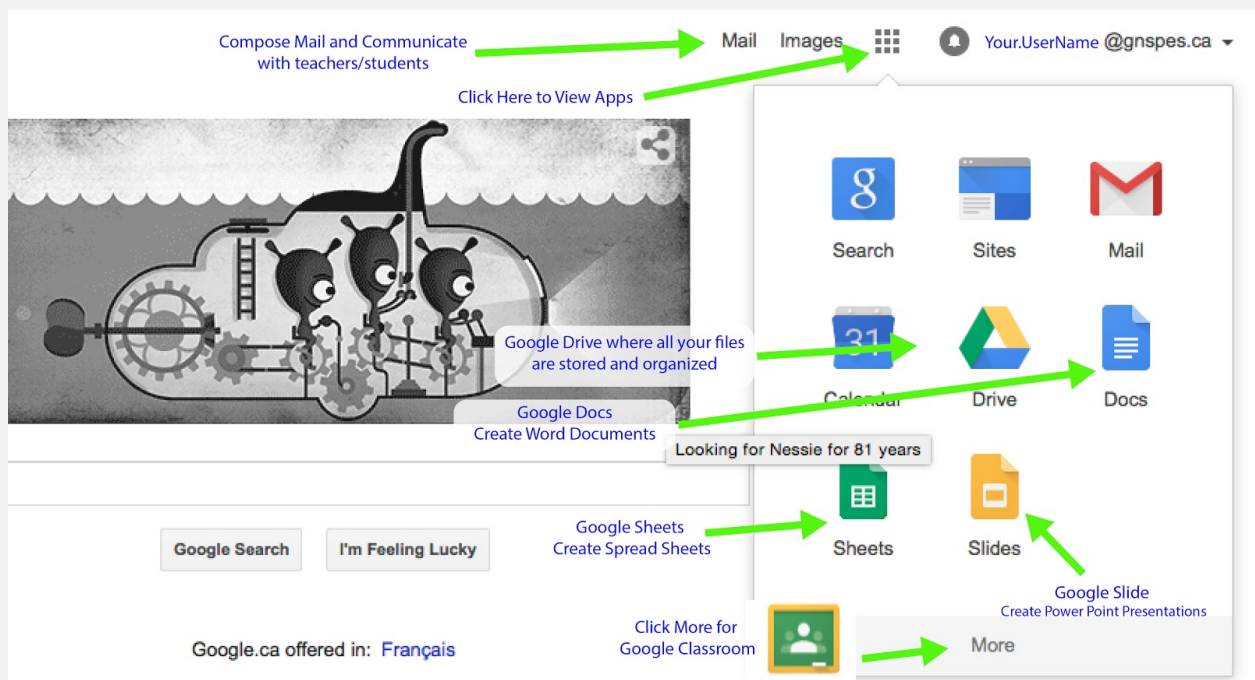 Compose Mail and Communicate
with teachers/students
Mail Images
Your.UserName @gnspes.ca
Click Here to View Apps
g
Search
Sites
Mail
31
Calendar
Drive
Docs
Google Drive where all your files
are stored and organized
Google Docs
Create Word Documents
Looking for Nessie for 81 years
Google Sheets
Create Spread Sheets
Sheets
Slides
Google Search
I'm Feeling Lucky
Google Slide
Create Power Point Presentations
Click More for
Google Classroom
More
Google.ca offered in: Français